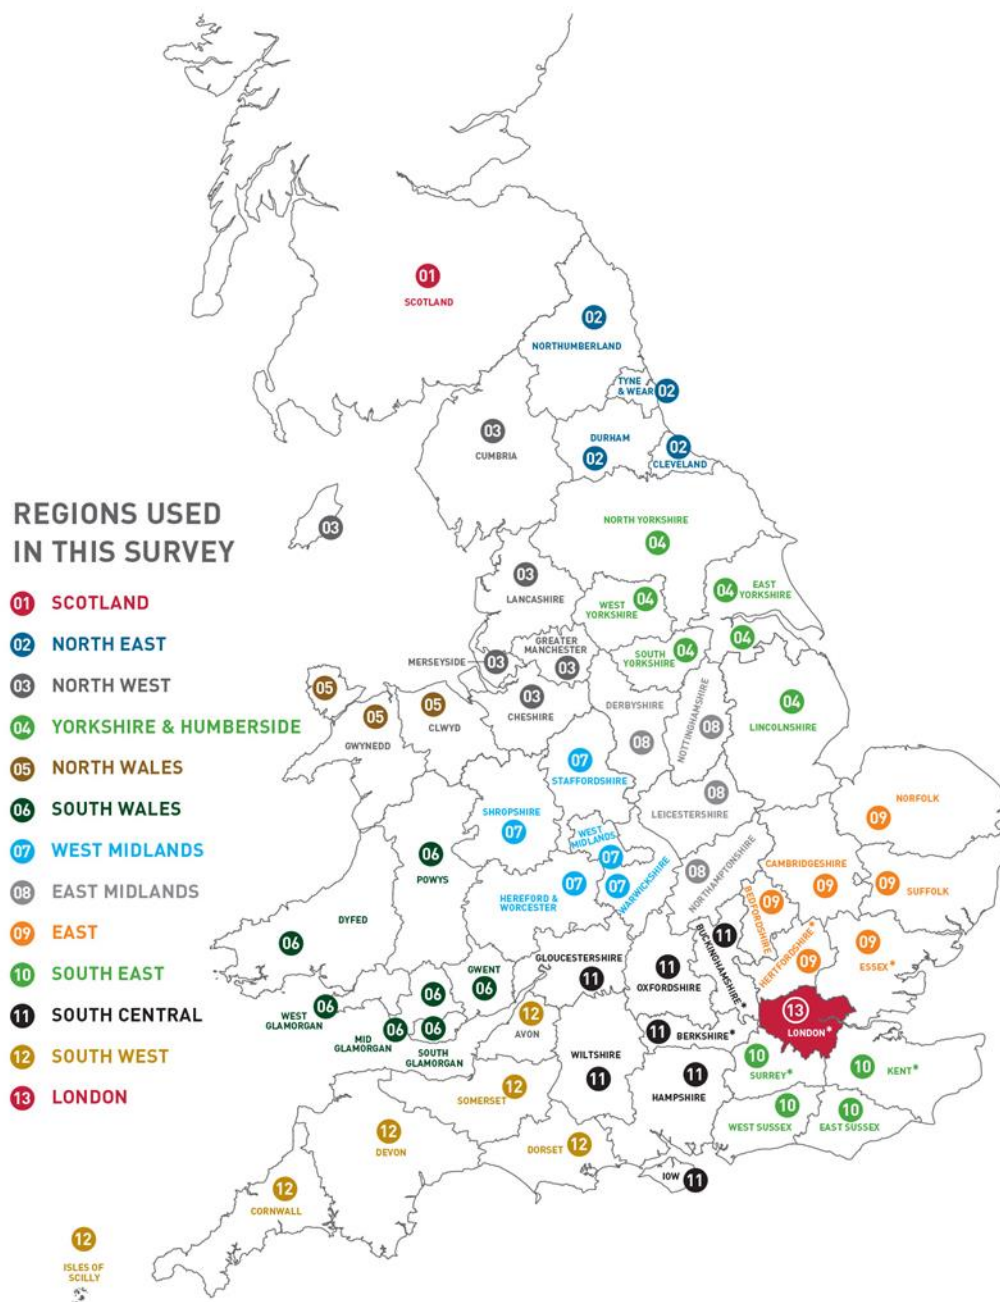 01
SCOTLAND
02
NORTHUMBERLAND
TYNE
& WEAR
02
DURHAM
02
02
CLEVELAND
03
CUMBRIA
REGIONS USED
IN THIS SURVEY
01 SCOTLAND
02 NORTH EAST
03 NORTH WEST
04 YORKSHIRE & HUMBERSIDE
05 NORTH WALES
06 SOUTH WALES
07 WEST MIDLANDS
08 EAST MIDLANDS
09 EAST
10 SOUTH EAST
11 SOUTH CENTRAL
12 SOUTH WEST
13 LONDON
03
NORTH YORKSHIRE
04
03
LANCASHIRE
WEST
YORKSHIRE
04
04
EAST
YORKSHIRE
GREATER
MANCHESTER
03
MERSEYSIDE
03
SOUTH
YORKSHIRE
04
04
05
05
GWYNEDD
05
CLWYD
03
CHESHIRE
DERBYSHIRE
08
NOTTINGHAMSHIRE
08
04
LINCOLNSHIRE
07
STAFFORDSHIRE
08
LEICESTERSHIRE
NORFOLK
09
SHROPSHIRE
07
WEST
MIDLANDS
07
06
POWYS
HEREFORD &
WORCESTER
07
07
WARWICKSHIRE
08
NORTHAMPTONSHIRE
CAMBRIDGESHIRE
09
09
BEDFORDSHIRE
09
SUFFOLK
DYFED
06
GWENT
06
GLOUCESTERSHIRE
11
11
OXFORDSHIRE
11
BUCKINGHAMSHIRE*
HERTFORDSHIRE*
09
09
ESSEX*
06
WEST
GLAMORGAN
06
MID
GLAMORGAN
06
06
SOUTH
GLAMORGAN
12
AVON
WILTSHIRE
11
11
BERKSHIRE*
13
LONDON*
10
SURREY*
10
KENT*
11
HAMPSHIRE
10
WEST SUSSEX
10
EAST SUSSEX
SOMERSET
12
12
DEVON
DORSET
12
IOW
11
12
CORNWALL
12
ISLES OF
SCILLY